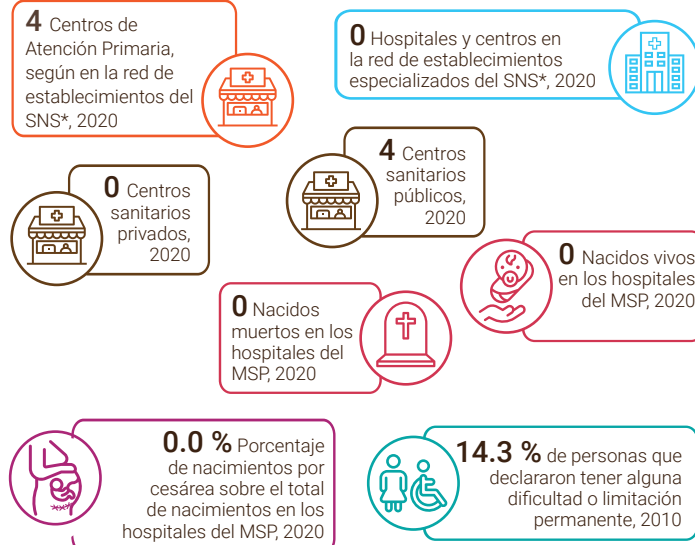 4 Centros de
Atención Primaria,
según en la red de
establecimientos del
SNS*, 2020
0 Hospitales y centros en
la red de establecimientos
especializados del SNS*, 2020
0 Centros
sanitarios
privados,
2020
4 Centros
sanitarios
públicos,
2020
0 Nacidos vivos
en los hospitales
del MSP, 2020
0 Nacidos
muertos en los
hospitales del
MSP, 2020
0.0 % Porcentaje
de nacimientos por
cesárea sobre el total
de nacimientos en los
hospitales del MSP, 2020
14.3 % de personas que
declararon tener alguna
dificultad o limitación
permanente, 2010